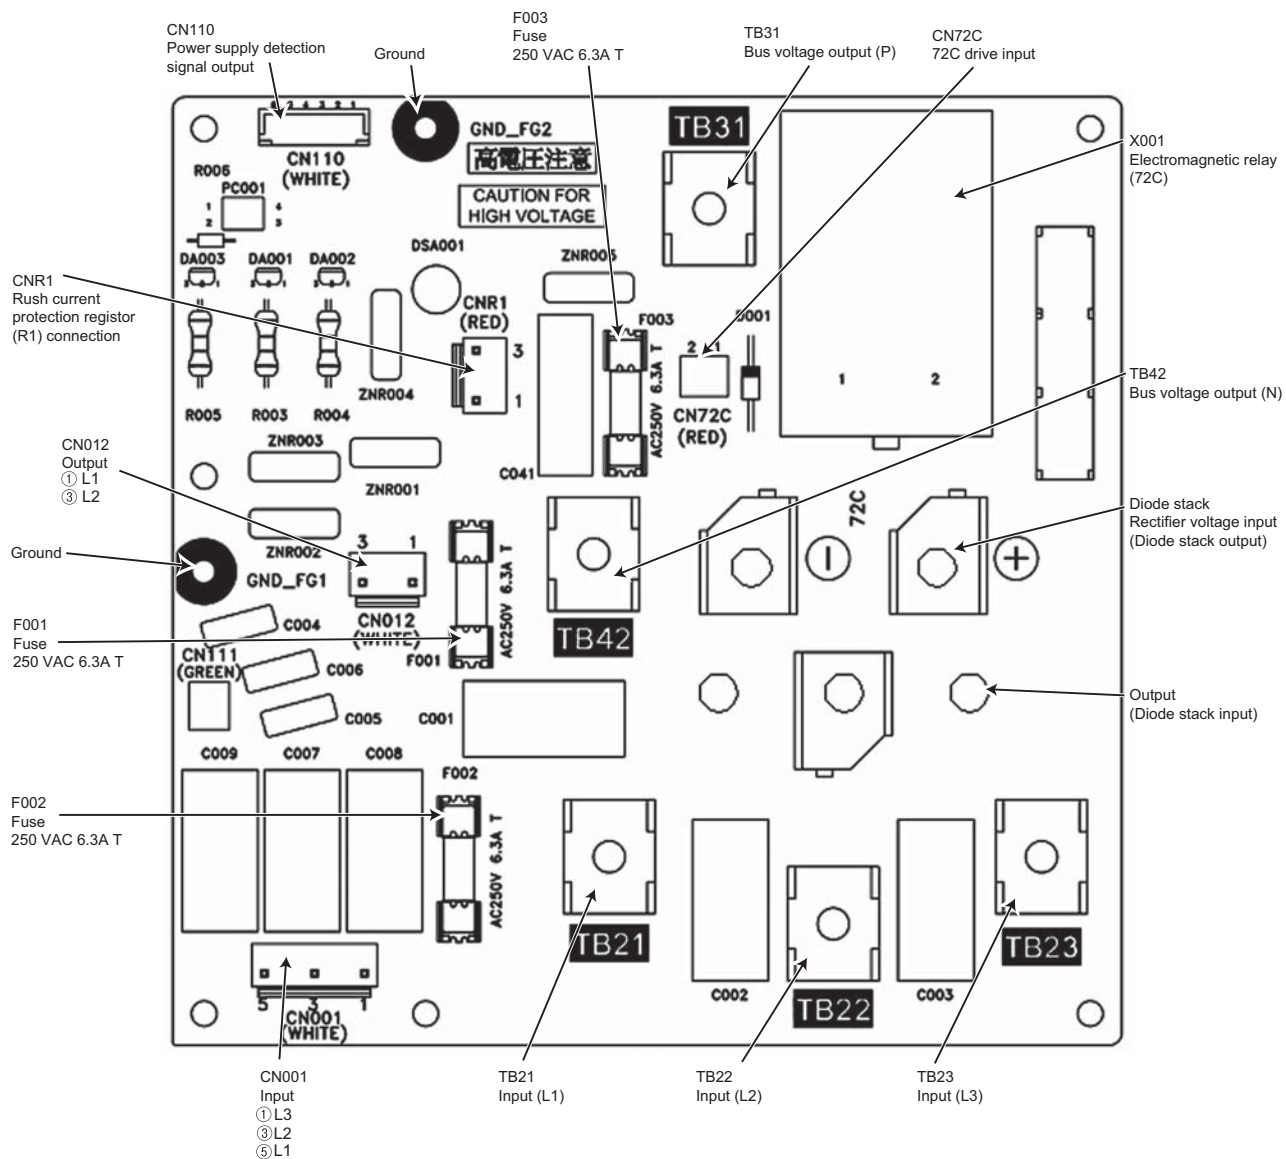 CN110
Power supply detection
signal output
Ground
F003
Fuse
250 VAC 6.3A T
TB31
Bus voltage output (P)
CN72C
72C drive input
X001
Electromagnetic relay
(72C)
CNR1
Rush current
protection registor
(R1) connection
TB42
Bus voltage output (N)
CN012
Output
① L1
③ L2
Diode stack
Rectifier voltage input
(Diode stack output)
Ground
F001
Fuse
250 VAC 6.3A T
Output
(Diode stack input)
F002
Fuse
250 VAC 6.3A T
CN001
Input
①L3
③L2
⑤L1
TB21
Input (L1)
TB22
Input (L2)
TB23
Input (L3)
4 3 2 1
CN110
(WHITE)
GND_FG2
高電圧注意
CAUTION FOR
HIGH VOLTAGE
TB31
R006
PC001
1 4
2 3
DA003 DA001 DA002
DSA001
ZNR005
CNR1
(RED)
3
1
F003
AC250V 6.3A T
2 1
CN72C
(RED)
1 2
ZNR004
R005 R003 R004
ZNR003
ZNR001
C041
ZNR002
3 1
CN012
(WHITE)
GND_FG1
AC250V 6.3A T
F001
TB42
72C
−
+
C004
CN111
(GREEN)
C006
C005
C001
C009 C007 C008
F002
AC250V 6.3A T
TB21
C002
TB22
C003
TB23
5 3 1
CN001
(WHITE)